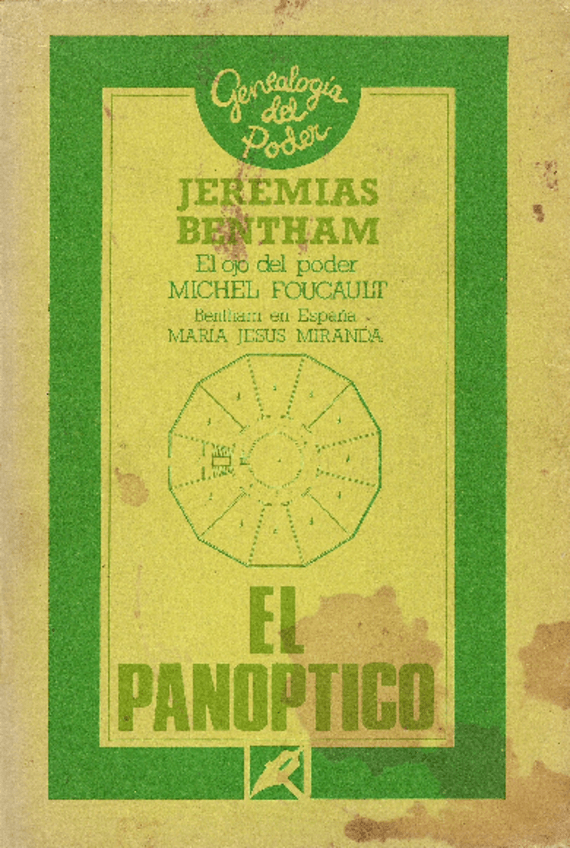 Genealogía
del
Poder
JEREMIAS
BENTHAM
El ojo del poder
MICHEL FOUCAULT
Bentham en España
MARIA JESUS MIRANDA
EL
PANOPTICO